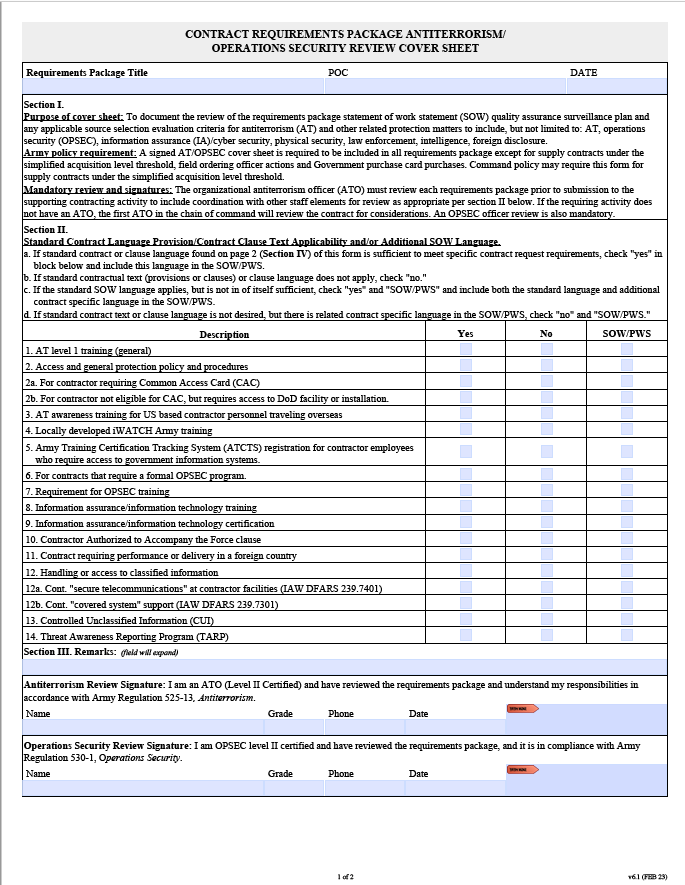 CONTRACT REQUIREMENTS PACKAGE ANTITERRORISM/
OPERATIONS SECURITY REVIEW COVER SHEET
Requirements Package Title POC DATE
Section I.
Purpose of cover sheet: To document the review of the requirements package statement of work statement (SOW) quality assurance surveillance plan and
any applicable source selection evaluation criteria for antiterrorism (AT) and other related protection matters to include, but not limited to: AT, operations
security (OPSEC), information assurance (IA)/cyber security, physical security, law enforcement, intelligence, foreign disclosure.
Army policy requirement: A signed AT/OPSEC cover sheet is required to be included in all requirements package except for supply contracts under the
simplified acquisition level threshold, field ordering officer actions and Government purchase card purchases. Command policy may require this form for
supply contracts under the simplified acquisition level threshold.
Mandatory review and signatures: The organizational antiterrorism officer (ATO) must review each requirements package prior to submission to the
supporting contracting activity to include coordination with other staff elements for review as appropriate per section II below. If the requiring activity does
not have an ATO, the first ATO in the chain of command will review the contract for considerations. An OPSEC officer review is also mandatory.
Section II.
Standard Contract Language Provision/Contract Clause Text Applicability and/or Additional SOW Language.
a. If standard contract or clause language found on page 2 (Section IV) of this form is sufficient to meet specific contract request requirements, check "yes" in
block below and include this language in the SOW/PWS.
b. If standard contractual text (provisions or clauses) or clause language does not apply, check "no."
c. If the standard SOW language applies, but is not in of itself sufficient, check "yes" and "SOW/PWS" and include both the standard language and additional
contract specific language in the SOW/PWS.
d. If standard contract text or clause language is not desired, but there is related contract specific language in the SOW/PWS, check "no" and "SOW/PWS."
Description Yes No SOW/PWS
1. AT level 1 training (general)
2. Access and general protection policy and procedures
2a. For contractor requiring Common Access Card (CAC)
2b. For contractor not eligible for CAC, but requires access to DoD facility or installation.
3. AT awareness training for US based contractor personnel traveling overseas
4. Locally developed iWATCH Army training
5. Army Training Certification Tracking System (ATCTS) registration for contractor employees
who require access to government information systems.
6. For contracts that require a formal OPSEC program.
7. Requirement for OPSEC training
8. Information assurance/information technology training
9. Information assurance/information technology certification
10. Contractor Authorized to Accompany the Force clause
11. Contract requiring performance or delivery in a foreign country
12. Handling or access to classified information
12a. Cont. "secure telecommunications" at contractor facilities (IAW DFARS 239.7401)
12b. Cont. "covered system" support (IAW DFARS 239.7301)
13. Controlled Unclassified Information (CUI)
14. Threat Awareness Reporting Program (TARP)
Section III. Remarks: (field will expand)
Antiterrorism Review Signature: I am an ATO (Level II Certified) and have reviewed the requirements package and understand my responsibilities in
accordance with Army Regulation 525-13, Antiterrorism.
Name Grade Phone Date
Operations Security Review Signature: I am OPSEC level II certified and have reviewed the requirements package, and it is in compliance with Army
Regulation 530-1, Operations Security.
Name Grade Phone Date
1 of 2 v6.1 (FEB 23)